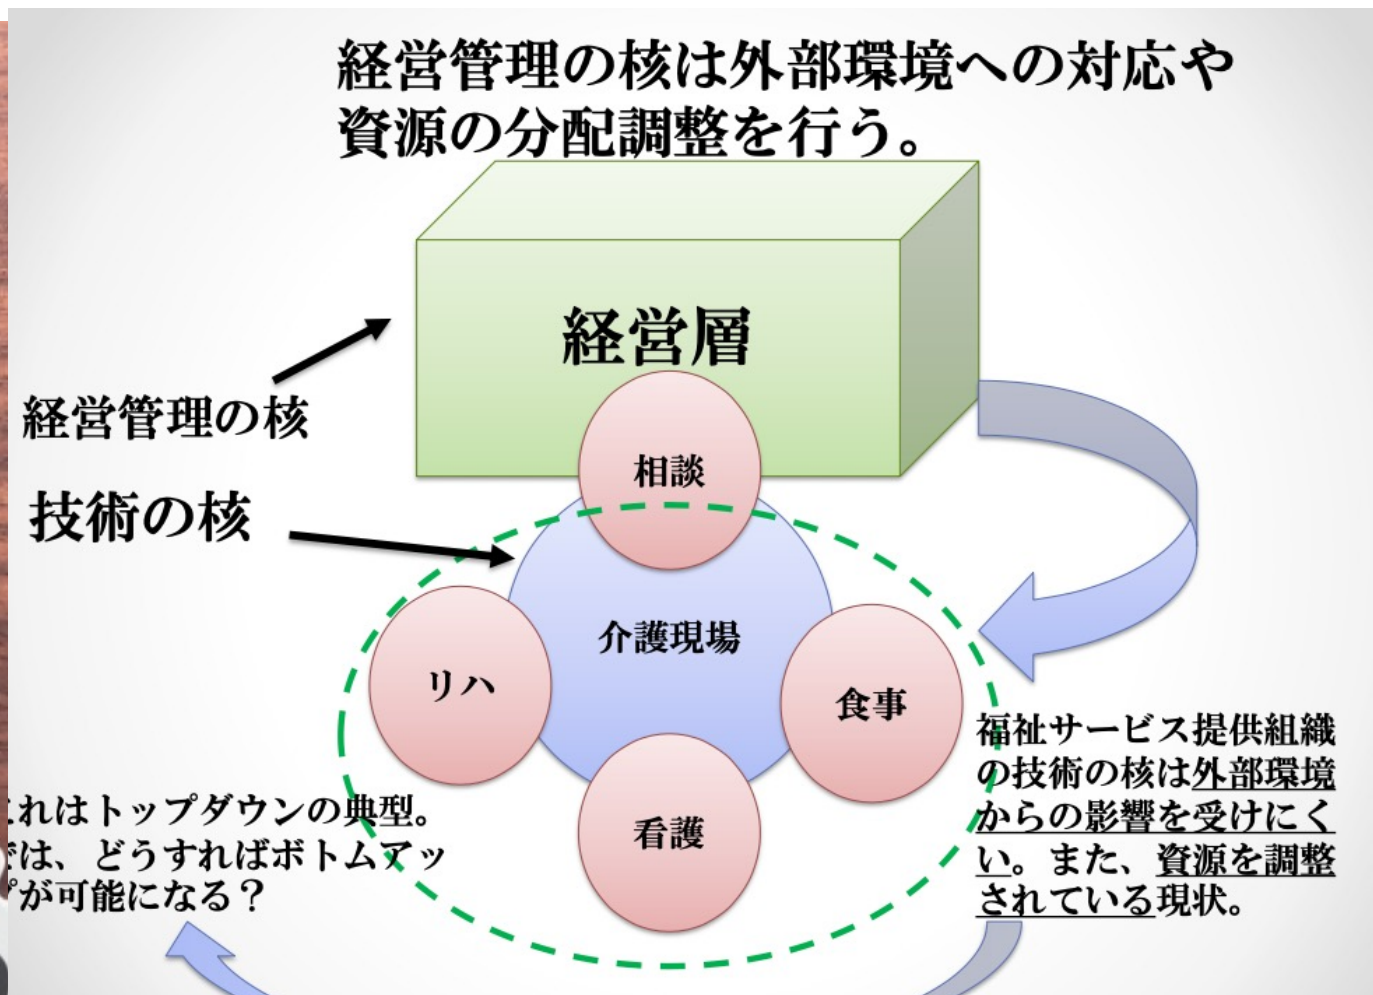 経営管理の核は外部環境への対応や
資源の分配調整を行う。
経営層
経営管理の核
相談
技術の核
介護現場
リハ
食事
看護
福祉サービス提供組織
の技術の核は外部環境
からの影響を受けにく
い。また、資源を調整
されている現状。
れはトップダウンの典型。
は、どうすればボトムアッ
が可能になる？